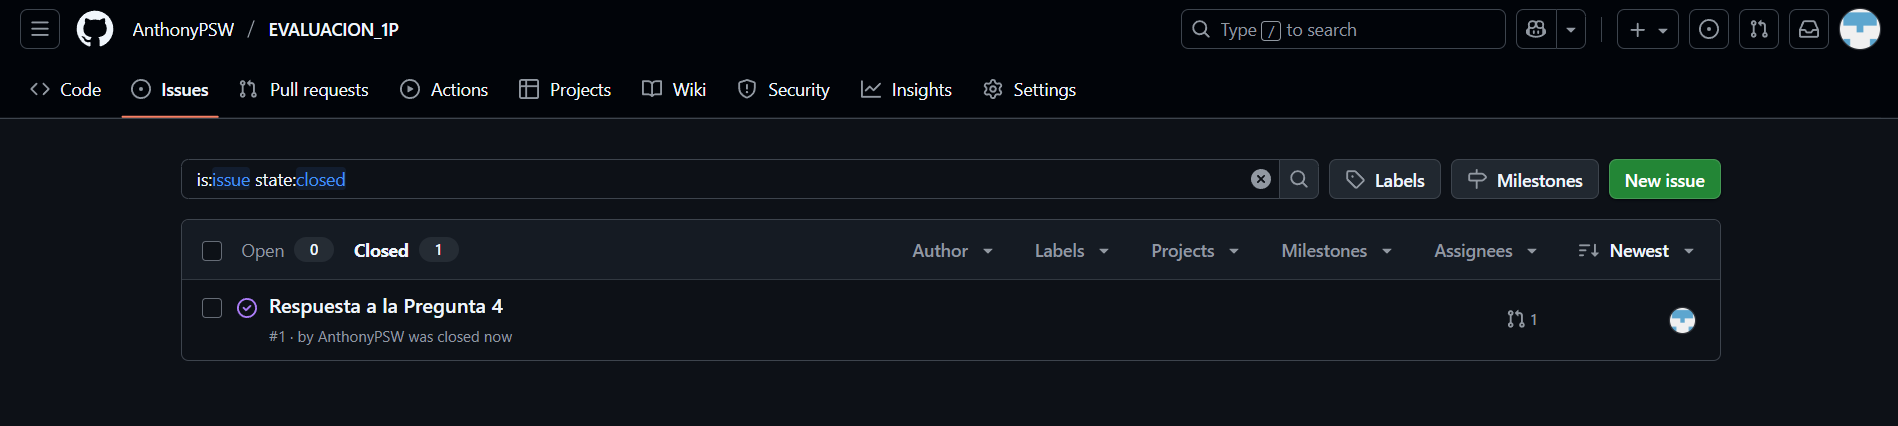 AnthonyPSW / EVALUACION_1P Type / to search
Code Issues Pull requests Actions Projects Wiki Security Insights Settings
is:issue state:closed Labels Milestones New issue
Open 0 Closed 1 Author Labels Projects Milestones Assignees Newest
Respuesta a la Pregunta 4 1
#1 · by AnthonyPSW was closed now